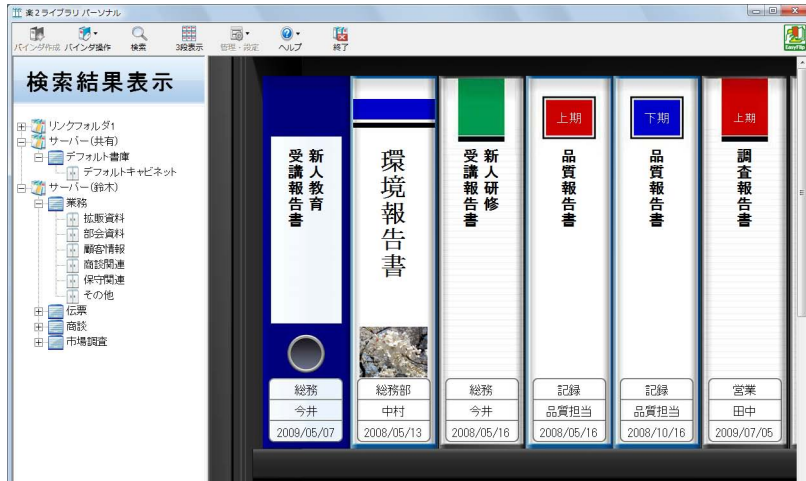 楽2ライブラリ パーソナル
バインダ作成 バインダ操作 検索 3段表示 管理・設定 ヘルプ 終了
EasyFlip
検索結果表示
リンクフォルダ1
サーバー(共有)
デフォルト書庫
デフォルトキャビネット
サーバー(鈴木)
業務
拡販資料
部会資料
顧客情報
商談関連
保守関連
その他
伝票
商談
市場調査
新人教育
受講報告書
総務
今井
2009/05/07
環境報告書
総務部
中村
2008/05/13
新人研修
受講報告書
総務
今井
2008/05/16
上期
品質報告書
記録
品質担当
2008/05/16
下期
品質報告書
記録
品質担当
2008/10/16
上期
調査報告書
営業
田中
2009/07/05